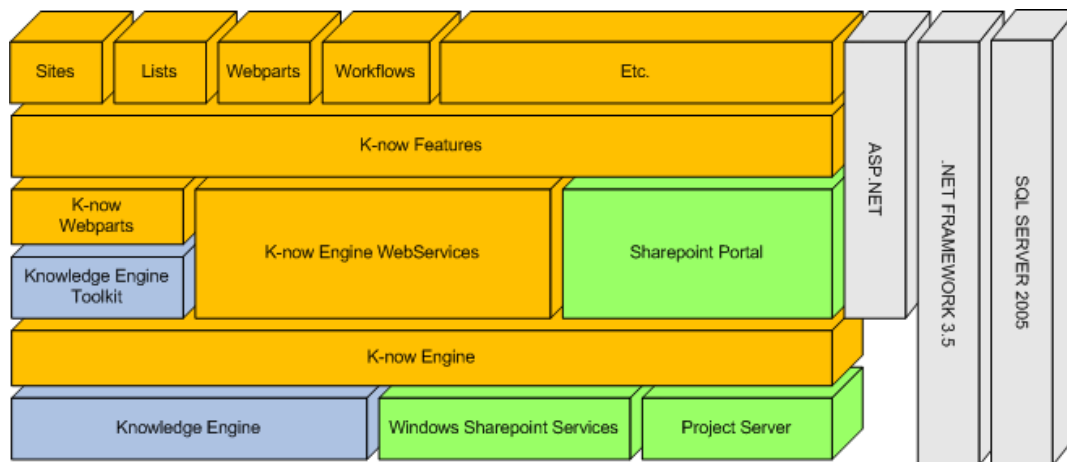 Sites
Lists
Webparts
Workflows
Etc.
K-now Features
K-now
Webparts
K-now Engine WebServices
Sharepoint Portal
Knowledge Engine
Toolkit
K-now Engine
Knowledge Engine
Windows Sharepoint Services
Project Server
ASP.NET
.NET FRAMEWORK 3.5
SQL SERVER 2005